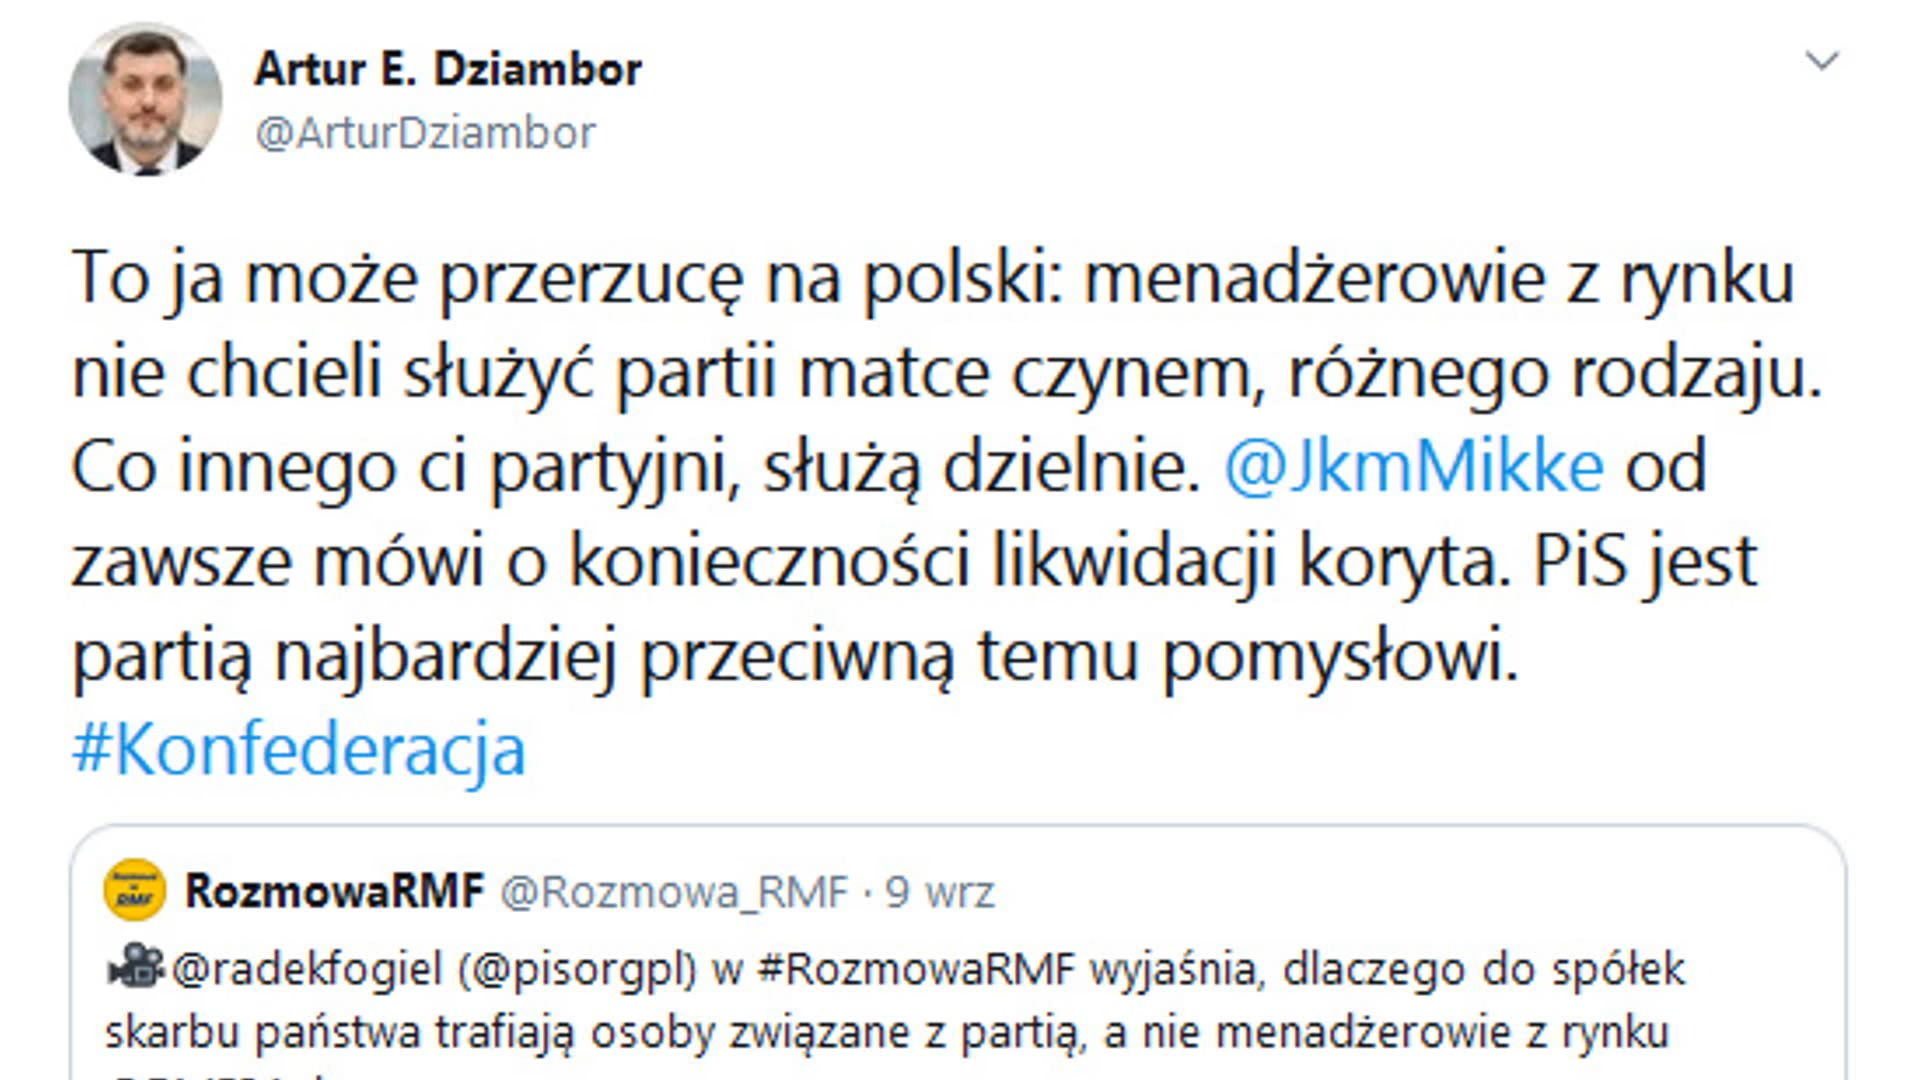 Artur E. Dziambor
@ArturDziambor
To ja może przerzucę na polski: menadżerowie z rynku
nie chcieli służyć partii matce czynem, różnego rodzaju.
Co innego ci partyjni, służą dzielnie. @JkmMikke od
zawsze mówi o konieczności likwidacji koryta. PiS jest
partią najbardziej przeciwną temu pomysłowi.
#Konfederacja
RozmowaRMF @Rozmowa_RMF · 9 wrz
@radekfogiel (@pisorgpl) w #RozmowaRMF wyjaśnia, dlaczego do spółek
skarbu państwa trafiają osoby związane z partią, a nie menadżerowie z rynku